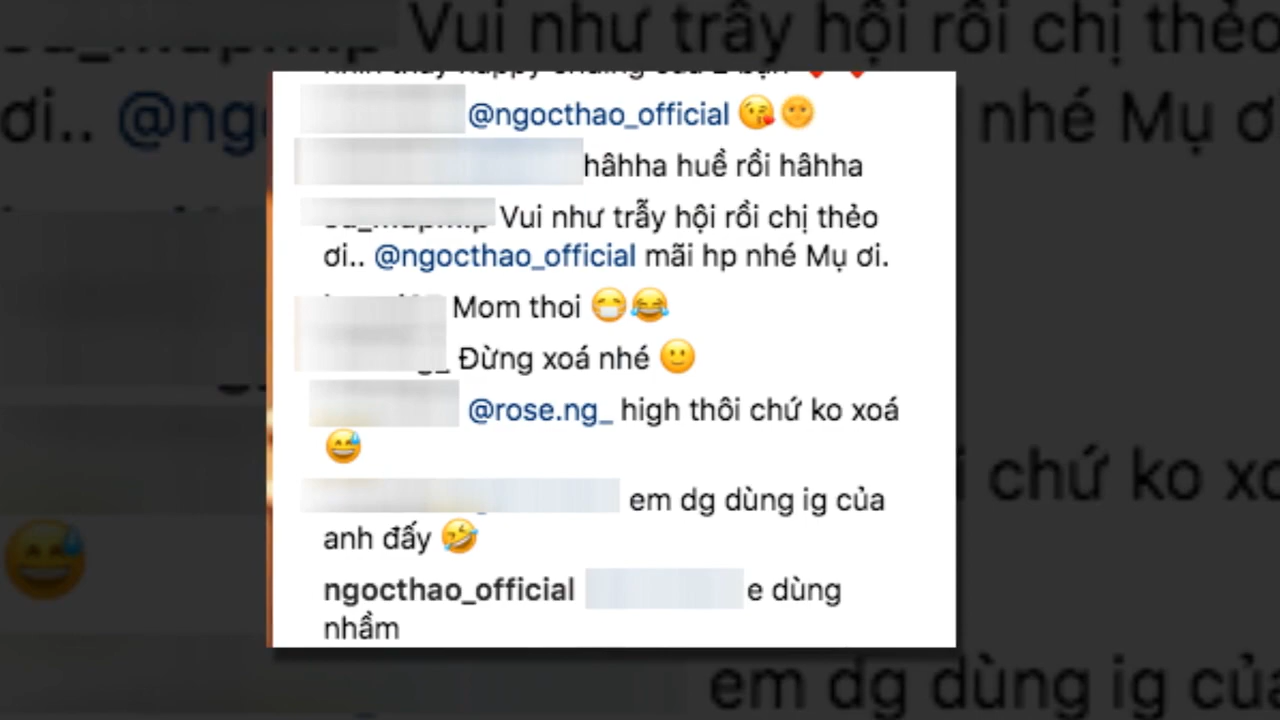 @ngocthao_official 😘🌝
hâhha huề rồi hâhha
Vui như trẫy hội rồi chị thẻo
ơi.. @ngocthao_official mãi hp nhé Mụ ơi.
Mom thoi 😷😂
Đừng xoá nhé 🙂
@rose.ng_ high thôi chứ ko xoá
😅
em dg dùng ig của
anh đấy 🤣
ngocthao_official e dùng
nhầm